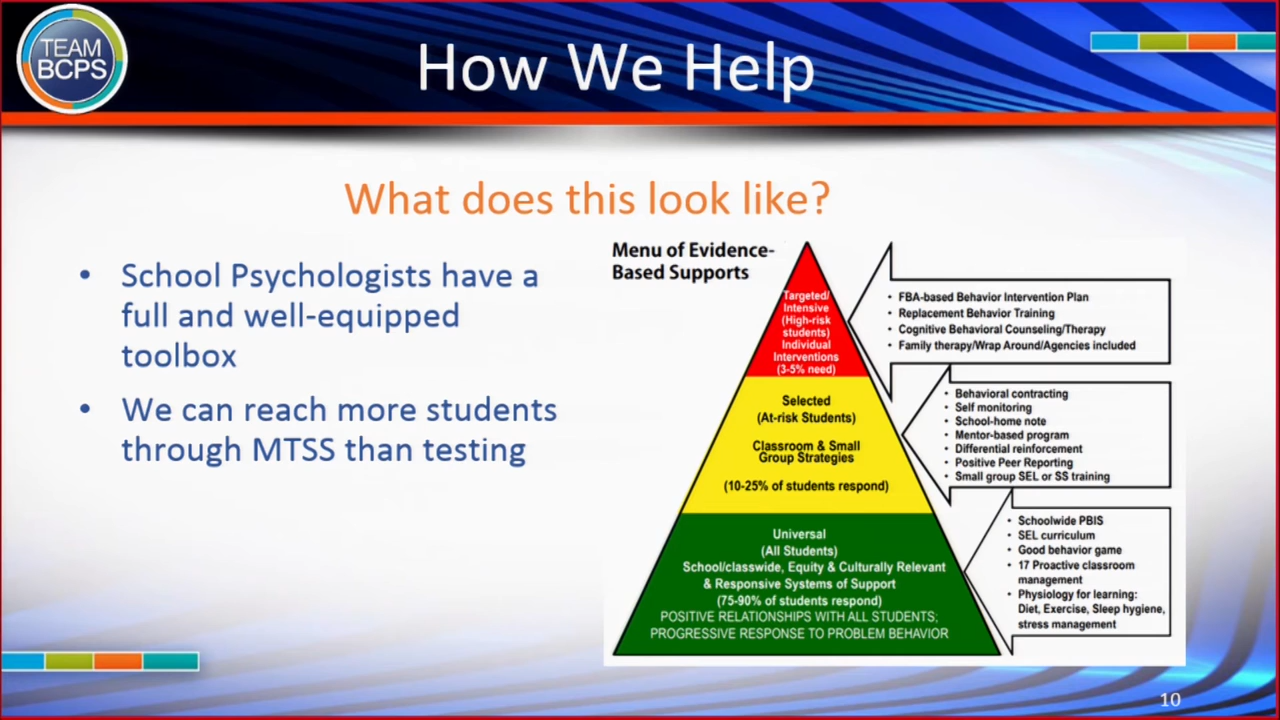 TEAM
BCPS
How We Help
What does this look like?
• School Psychologists have a
full and well-equipped
toolbox
• We can reach more students
through MTSS than testing
Menu of Evidence-
Based Supports
Targeted/
Intensive
(High-risk
students)
Individual
Interventions
(3-5% need)
• FBA-based Behavior Intervention Plan
• Replacement Behavior Training
• Cognitive Behavioral Counseling/Therapy
• Family therapy/Wrap Around/Agencies included
Selected
(At-risk Students)
Classroom & Small
Group Strategies
(10-25% of students respond)
• Behavioral contracting
• Self monitoring
• School-home note
• Mentor-based program
• Differential reinforcement
• Positive Peer Reporting
• Small group SEL or SS training
Universal
(All Students)
School/classwide, Equity & Culturally Relevant
& Responsive Systems of Support
(75-90% of students respond)
POSITIVE RELATIONSHIPS WITH ALL STUDENTS;
PROGRESSIVE RESPONSE TO PROBLEM BEHAVIOR
• Schoolwide PBIS
• SEL curriculum
• Good behavior game
• 17 Proactive classroom
management
• Physiology for learning:
Diet, Exercise, Sleep hygiene,
stress management
10